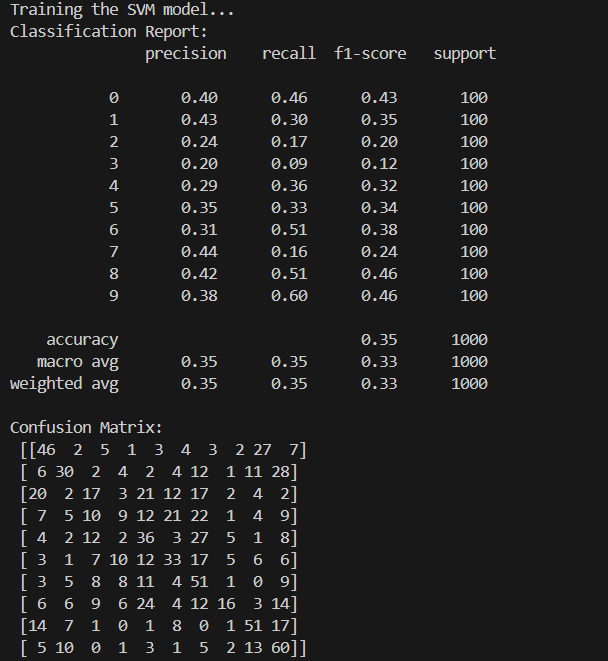 Training the SVM model...
Classification Report:
              precision    recall  f1-score   support

           0       0.40      0.46      0.43       100
           1       0.43      0.30      0.35       100
           2       0.24      0.17      0.20       100
           3       0.20      0.09      0.12       100
           4       0.29      0.36      0.32       100
           5       0.35      0.33      0.34       100
           6       0.31      0.51      0.38       100
           7       0.44      0.16      0.24       100
           8       0.42      0.51      0.46       100
           9       0.38      0.60      0.46       100

    accuracy                           0.35      1000
   macro avg       0.35      0.35      0.33      1000
weighted avg       0.35      0.35      0.33      1000

Confusion Matrix:
 [[46  2  5  1  3  4  3  2 27  7]
 [ 6 30  2  4  2  4 12  1 11 28]
 [20  2 17  3 21 12 17  2  4  2]
 [ 7  5 10  9 12 21 22  1  4  9]
 [ 4  2 12  2 36  3 27  5  1  8]
 [ 3  1  7 10 12 33 17  5  6  6]
 [ 3  5  8  8 11  4 51  1  0  9]
 [ 6  6  9  6 24  4 12 16  3 14]
 [14  7  1  0  1  8  0  1 51 17]
 [ 5 10  0  1  3  1  5  2 13 60]]